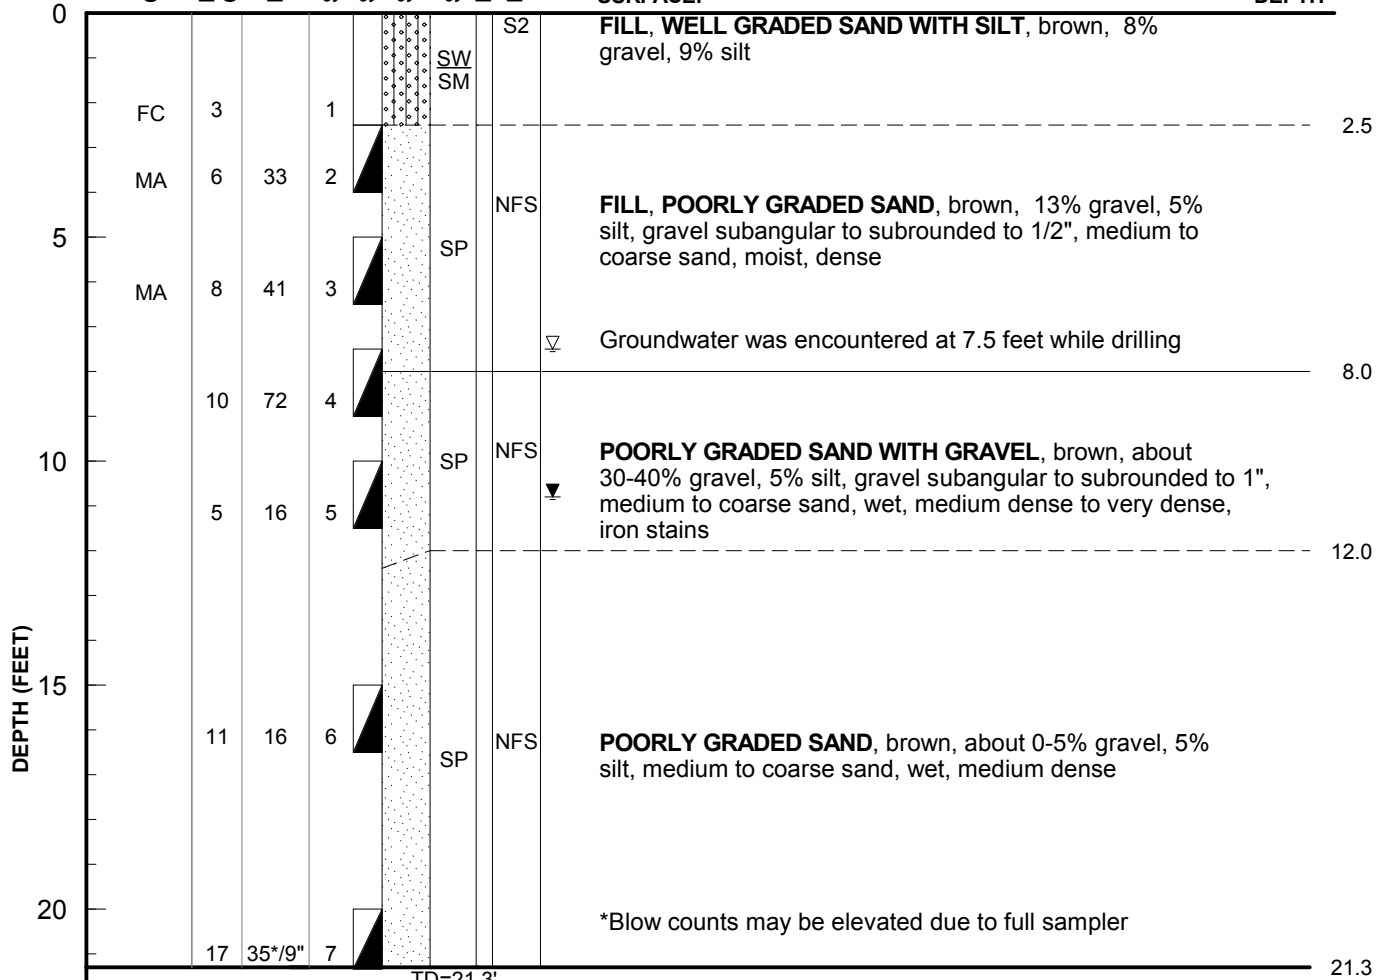 DEPTH (FEET)
0
S2
FILL, WELL GRADED SAND WITH SILT, brown, 8%
gravel, 9% silt
SW
SM
FC 3 1
2.5
MA 6 33 2
NFS
FILL, POORLY GRADED SAND, brown, 13% gravel, 5%
silt, gravel subangular to subrounded to 1/2", medium to
coarse sand, moist, dense
5
SP
MA 8 41 3
Groundwater was encountered at 7.5 feet while drilling
8.0
10 72 4
10
SP
NFS
POORLY GRADED SAND WITH GRAVEL, brown, about
30-40% gravel, 5% silt, gravel subangular to subrounded to 1",
medium to coarse sand, wet, medium dense to very dense,
iron stains
5 16 5
12.0
15
11 16 6
NFS
SP
POORLY GRADED SAND, brown, about 0-5% gravel, 5%
silt, medium to coarse sand, wet, medium dense
20
*Blow counts may be elevated due to full sampler
17 35*/9" 7
21.3
TD=21.3'